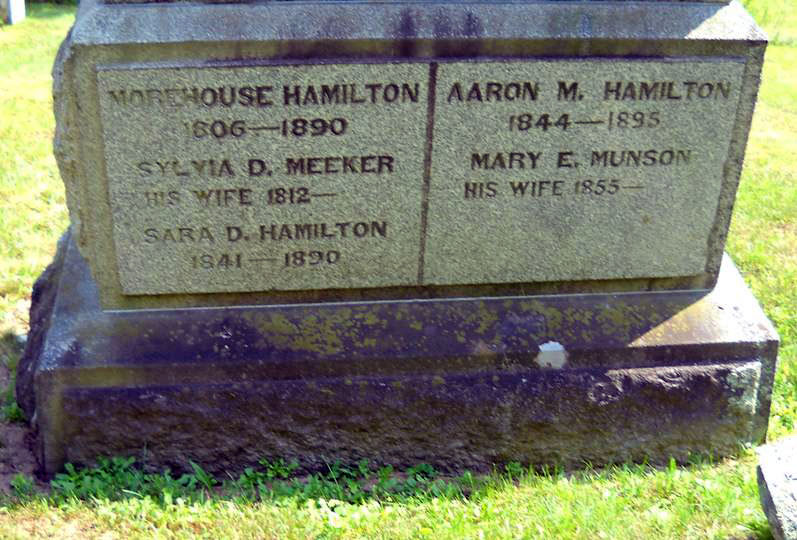 MOREHOUSE HAMILTON
1806—1890
SYLVIA D. MEEKER
HIS WIFE 1812—
SARA D. HAMILTON
1841—1890
AARON M. HAMILTON
1844—1895
MARY E. MUNSON
HIS WIFE 1855—